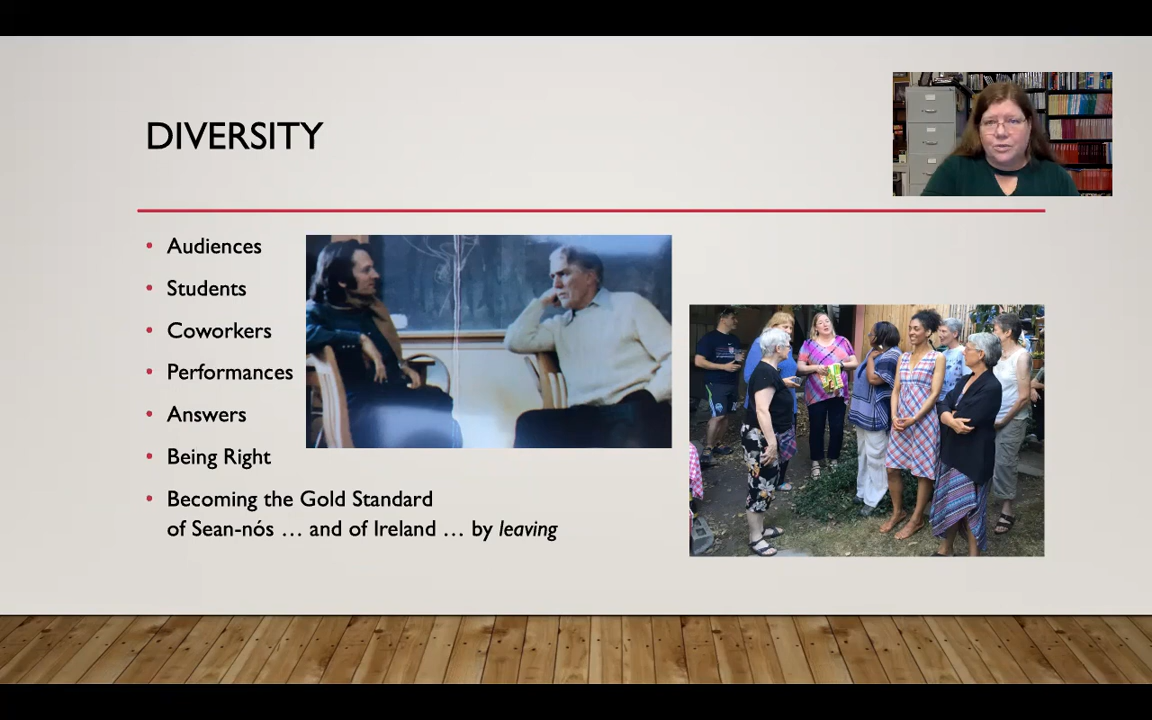 DIVERSITY
• Audiences
• Students
• Coworkers
• Performances
• Answers
• Being Right
• Becoming the Gold Standard
of Sean-nós … and of Ireland … by leaving